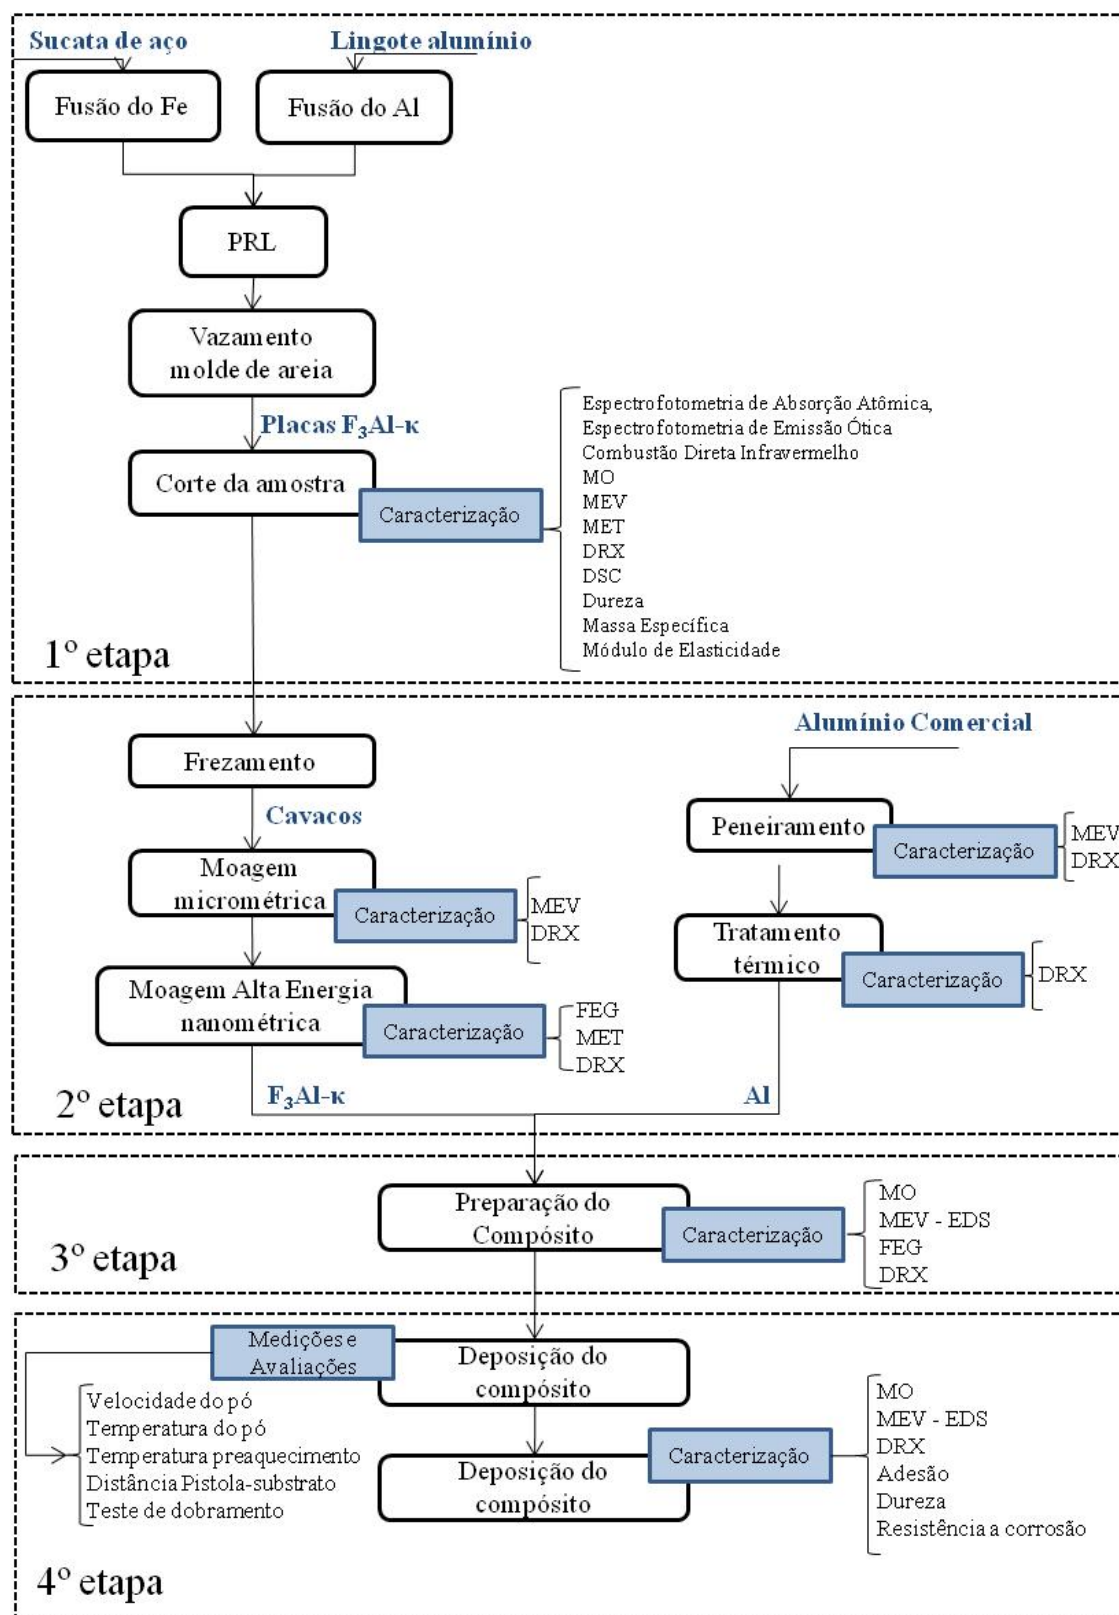 Sucata de aço
Lingote alumínio
Fusão do Fe
Fusão do Al
PRL
Vazamento
molde de areia
Placas F₃Al-κ
Corte da amostra
Caracterização
Espectrofotometria de Absorção Atômica,
Espectrofotometria de Emissão Ótica
Combustão Direta Infravermelho
MO
MEV
MET
DRX
DSC
Dureza
Massa Específica
Módulo de Elasticidade
1º etapa
Alumínio Comercial
Frezamento
Cavacos
Peneiramento
Caracterização
MEV
DRX
Moagem
micrométrica
Caracterização
MEV
DRX
Tratamento
térmico
Caracterização
DRX
Moagem Alta Energia
nanométrica
Caracterização
FEG
MET
DRX
F₃Al-κ
Al
2º etapa
Preparação do
Compósito
Caracterização
MO
MEV - EDS
FEG
DRX
3º etapa
Medições e
Avaliações
Deposição do
compósito
Velocidade do pó
Temperatura do pó
Temperatura preaquecimento
Distância Pistola-substrato
Teste de dobramento
Deposição do
compósito
Caracterização
MO
MEV - EDS
DRX
Adesão
Dureza
Resistência a corrosão
4º etapa